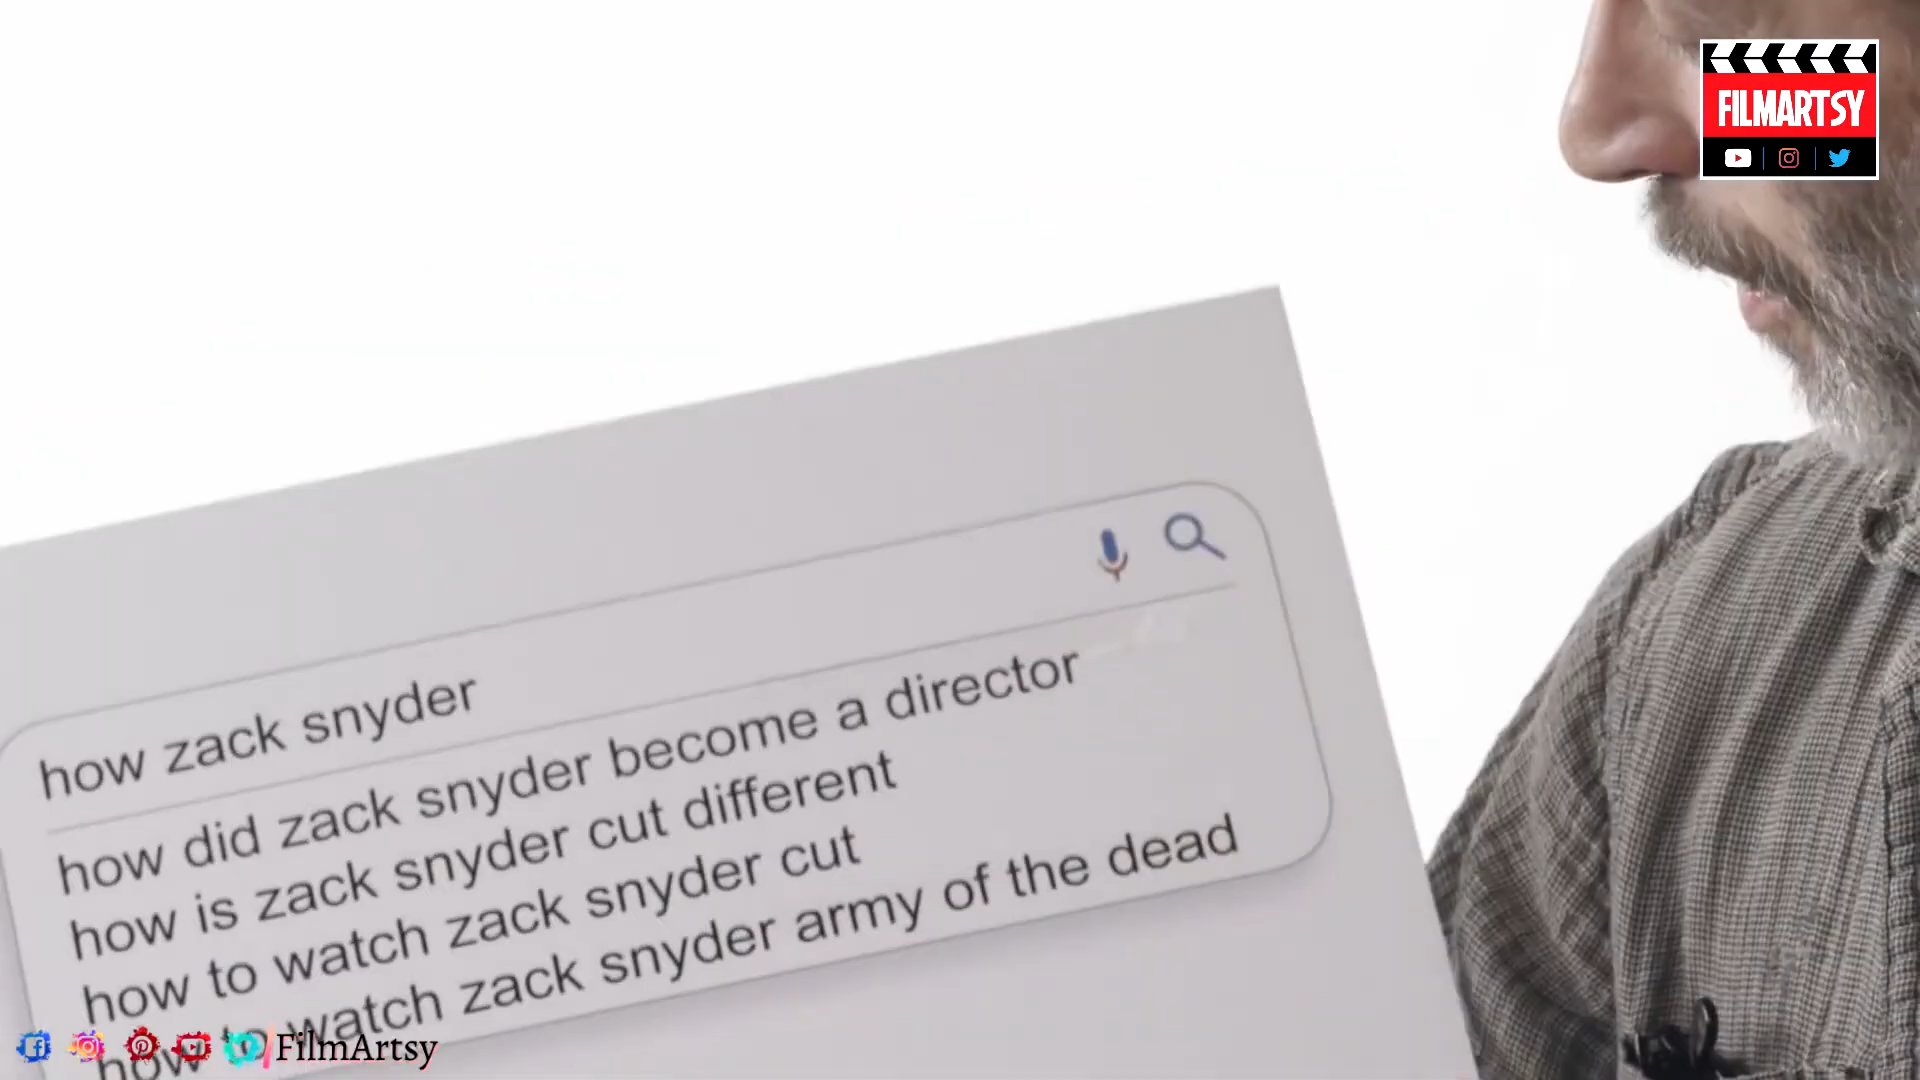 FILMARTSY
how zack snyder
how did zack snyder become a director
how is zack snyder cut different
how to watch zack snyder cut
how to watch zack snyder army of the dead
/FilmArtsy